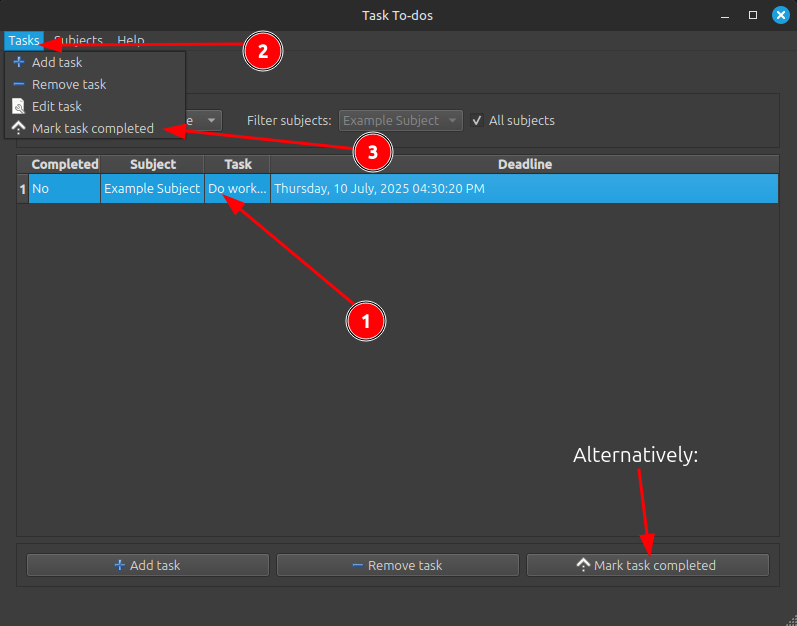 Task To-dos
Tasks Subjects Help
2
Add task
Remove task
Edit task
Mark task completed
e Filter subjects: Example Subject All subjects
3
Completed Subject Task Deadline
1 No Example Subject Do work... Thursday, 10 July, 2025 04:30:20 PM
1
Alternatively:
Add task Remove task Mark task completed